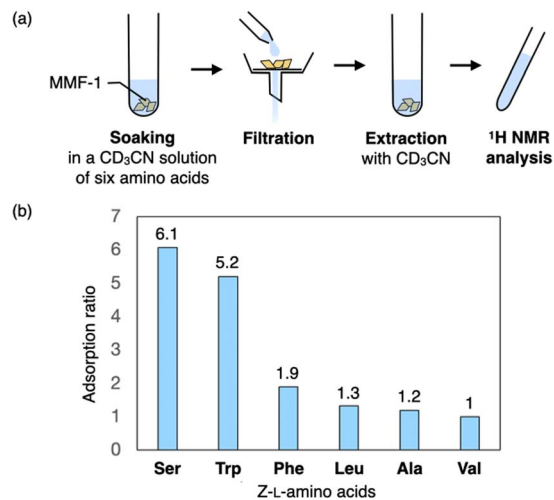 (a)
MMF-1
Soaking
in a CD₃CN solution
of six amino acids
Filtration
Extraction
with CD₃CN
¹H NMR
analysis
(b)
Adsorption ratio
7
6
5
4
3
2
1
0
6.1
5.2
1.9
1.3
1.2
1
Ser Trp Phe Leu Ala Val
Z-L-amino acids